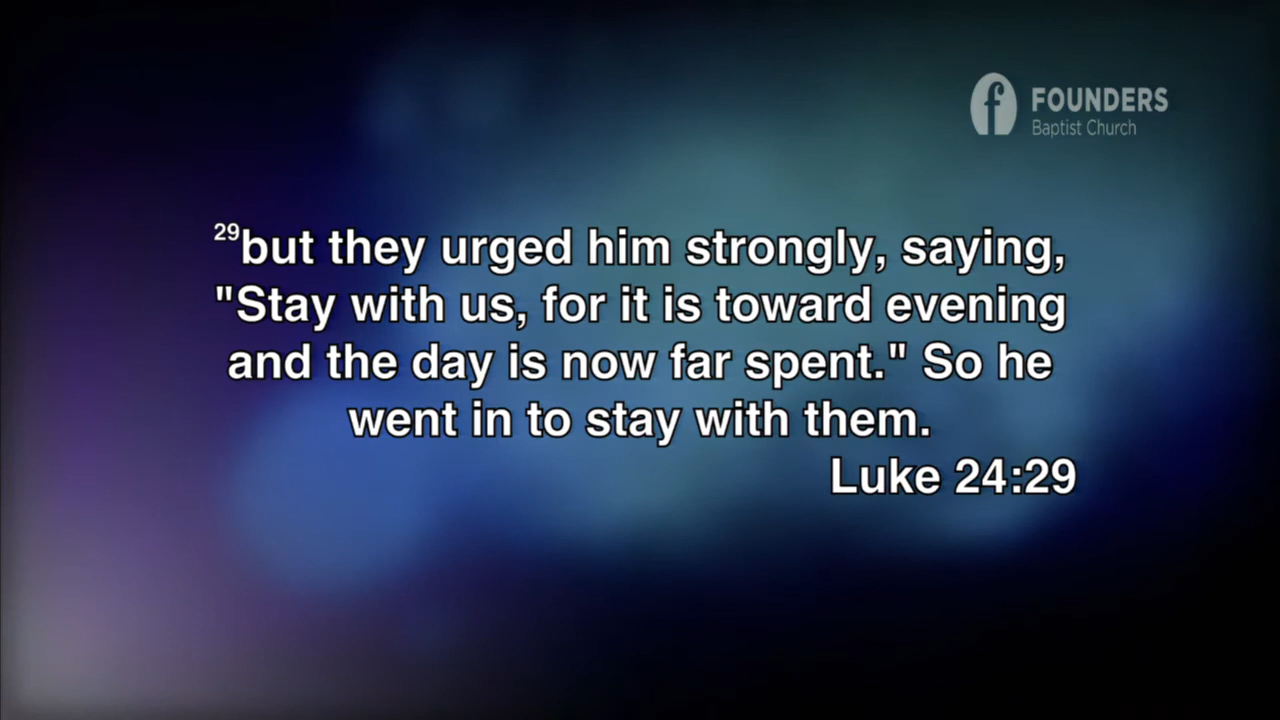 FOUNDERS
Baptist Church
29but they urged him strongly, saying,
"Stay with us, for it is toward evening
and the day is now far spent." So he
went in to stay with them.
Luke 24:29